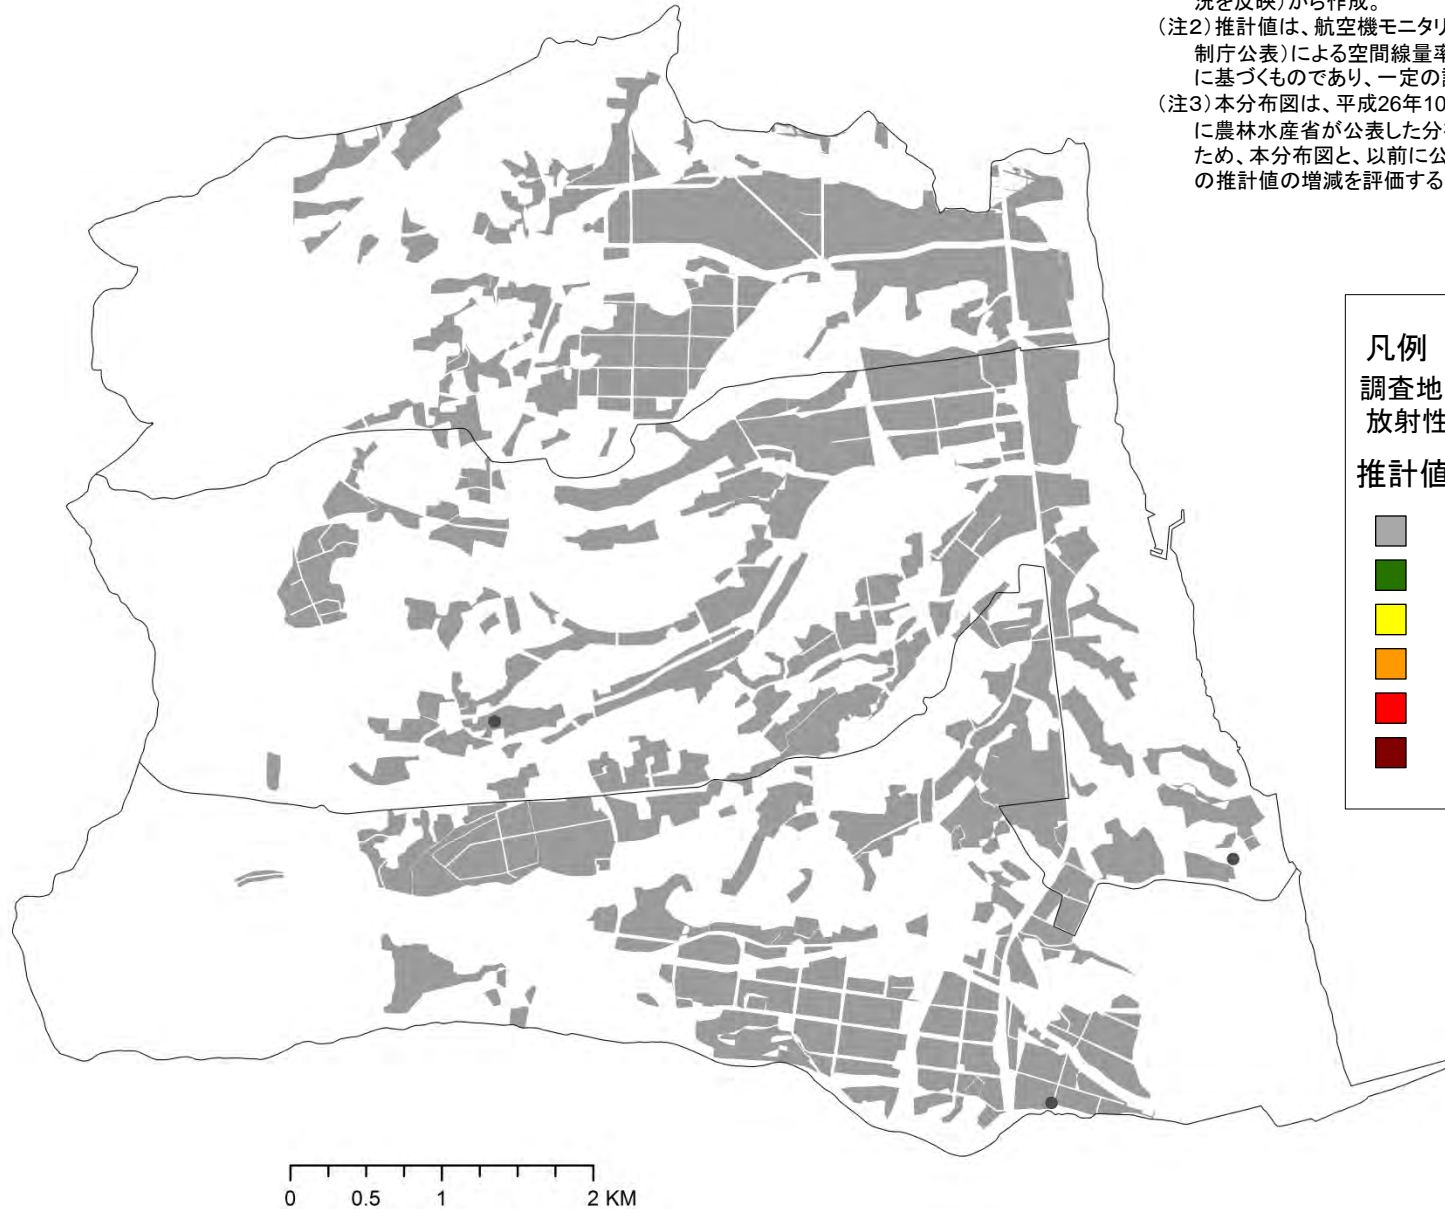 況を反映)から作成。
(注2)推計値は、航空機モニタリ
制庁公表)による空間線量率
に基づくものであり、一定の
(注3)本分布図は、平成26年10
に農林水産省が公表した分
ため、本分布図と、以前に公
の推計値の増減を評価する
凡例
調査地
放射性
推計値
0 0.5 1 2 KM